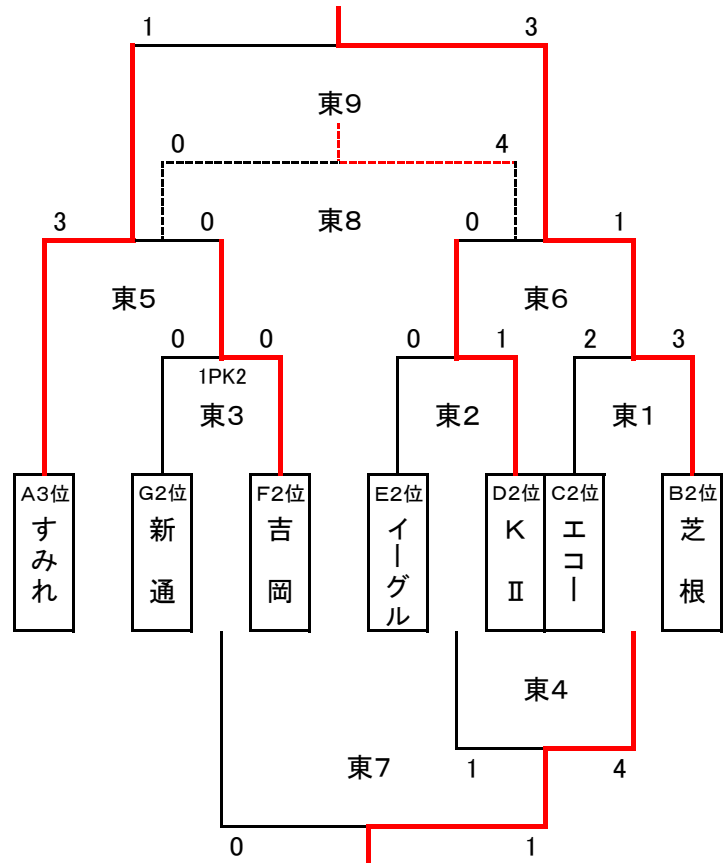 1 3
東9
0 4
3 0 東8 0 1
東5 東6
0 0 0 1 2 3
1PK2
東3 東2 東1
A3位 G2位 F2位 E2位 D2位 C2位 B2位
すみれ
新通
吉岡
イーグル
KⅡ
エコー
芝根
東4
東7 1 4
0 1